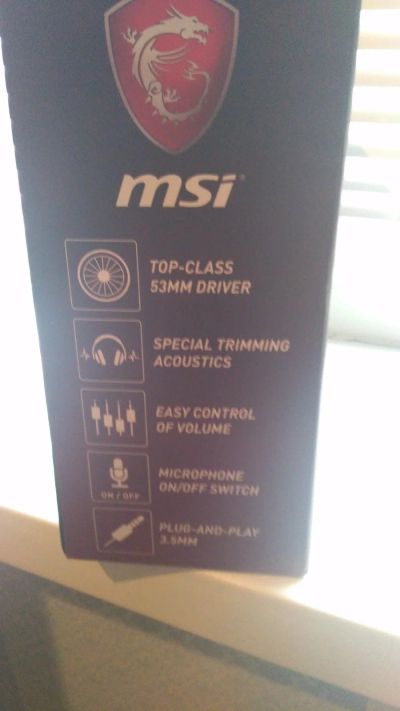 msi
TOP-CLASS
53MM DRIVER
SPECIAL TRIMMING
ACOUSTICS
EASY CONTROL
OF VOLUME
MICROPHONE
ON/OFF SWITCH
ON / OFF
PLUG-AND-PLAY
3.5MM